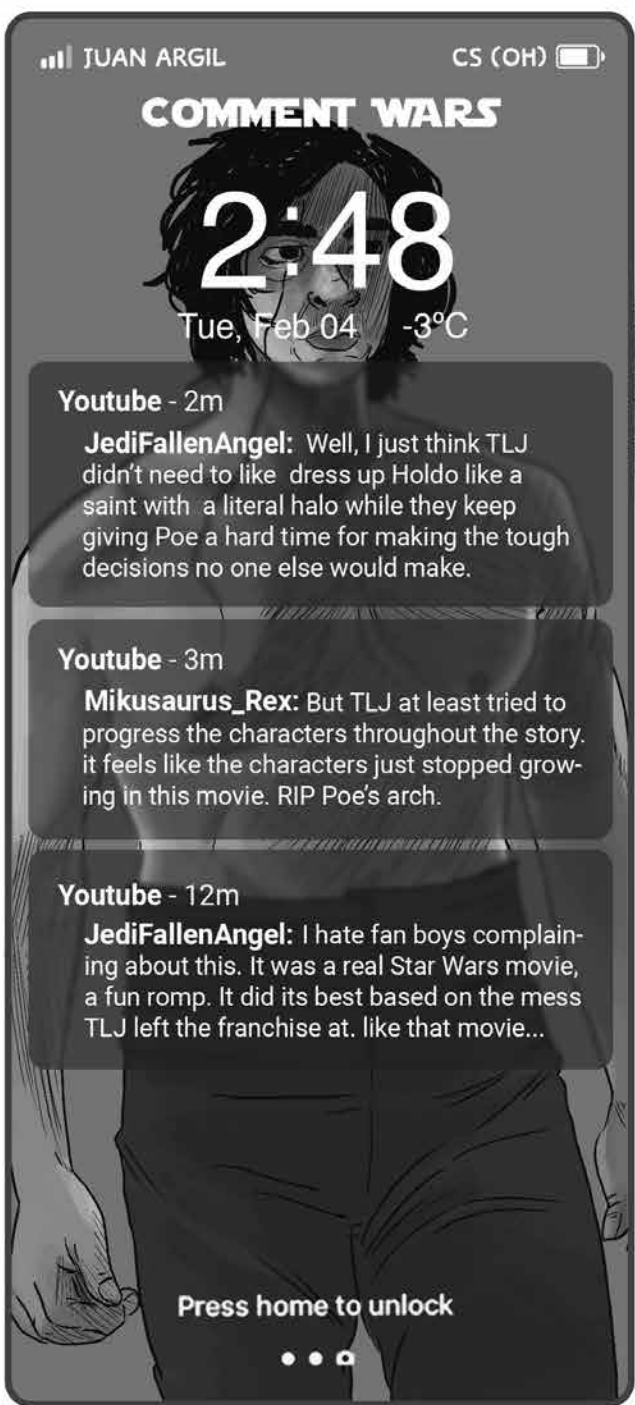 JUAN ARGIL CS (OH)
COMMENT WARS
2:48
Tue, Feb 04 -3ºC
Youtube - 2m
JediFallenAngel: Well, I just think TLJ
didn't need to like dress up Holdo like a
saint with a literal halo while they keep
giving Poe a hard time for making the tough
decisions no one else would make.
Youtube - 3m
Mikusaurus_Rex: But TLJ at least tried to
progress the characters throughout the story.
it feels like the characters just stopped grow-
ing in this movie. RIP Poe's arch.
Youtube - 12m
JediFallenAngel: I hate fan boys complain-
ing about this. It was a real Star Wars movie,
a fun romp. It did its best based on the mess
TLJ left the franchise at. like that movie...
Press home to unlock